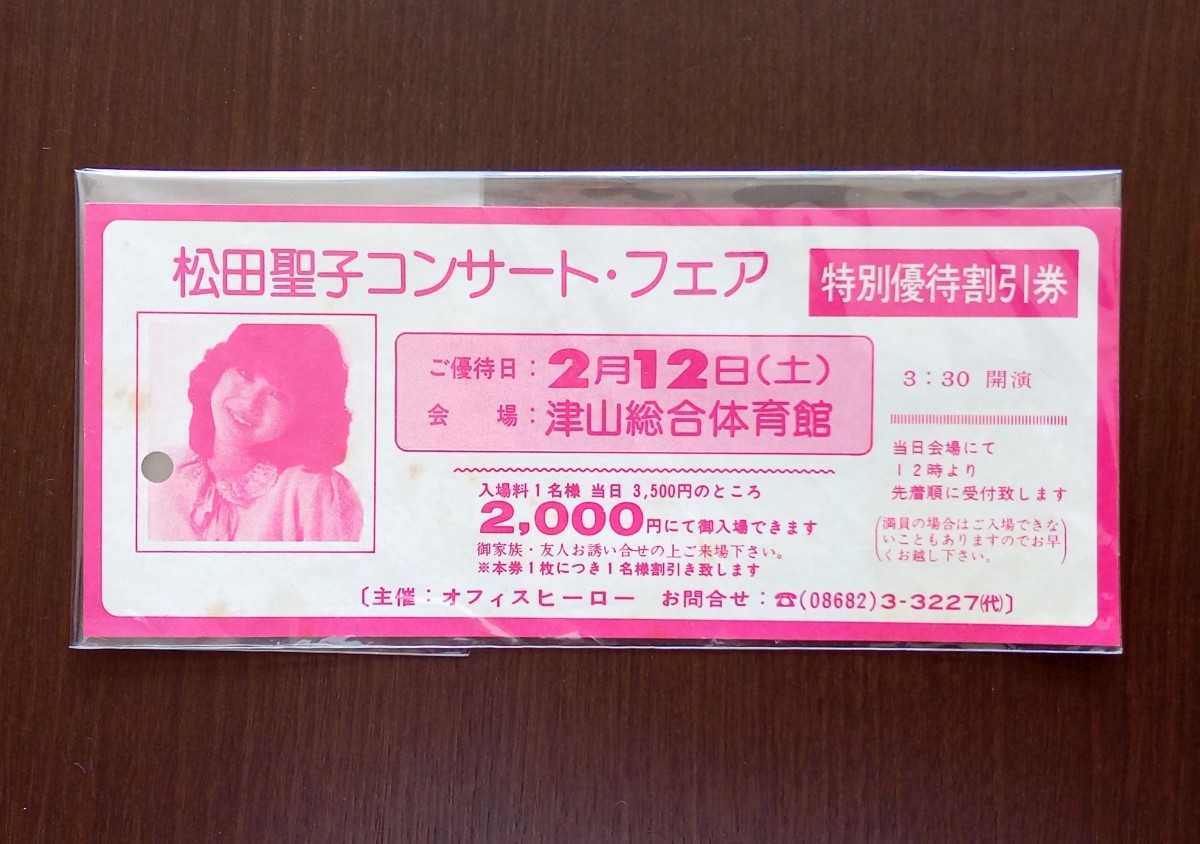 松田聖子コンサート・フェア
特別優待割引券
ご優待日：2月12日（土）
会　場：津山総合体育館
3：30 開演
当日会場にて
12時より
先着順に受付致します
（満員の場合はご入場できな
いこともありますのでお早
くお越し下さい。）
入場料1名様 当日 3,500円のところ
2,000円にて御入場できます
御家族・友人お誘い合せの上ご来場下さい。
※本券1枚につき1名様割引き致します
〔主催：オフィスヒーロー　お問合せ：☎(08682)3-3227㈹〕